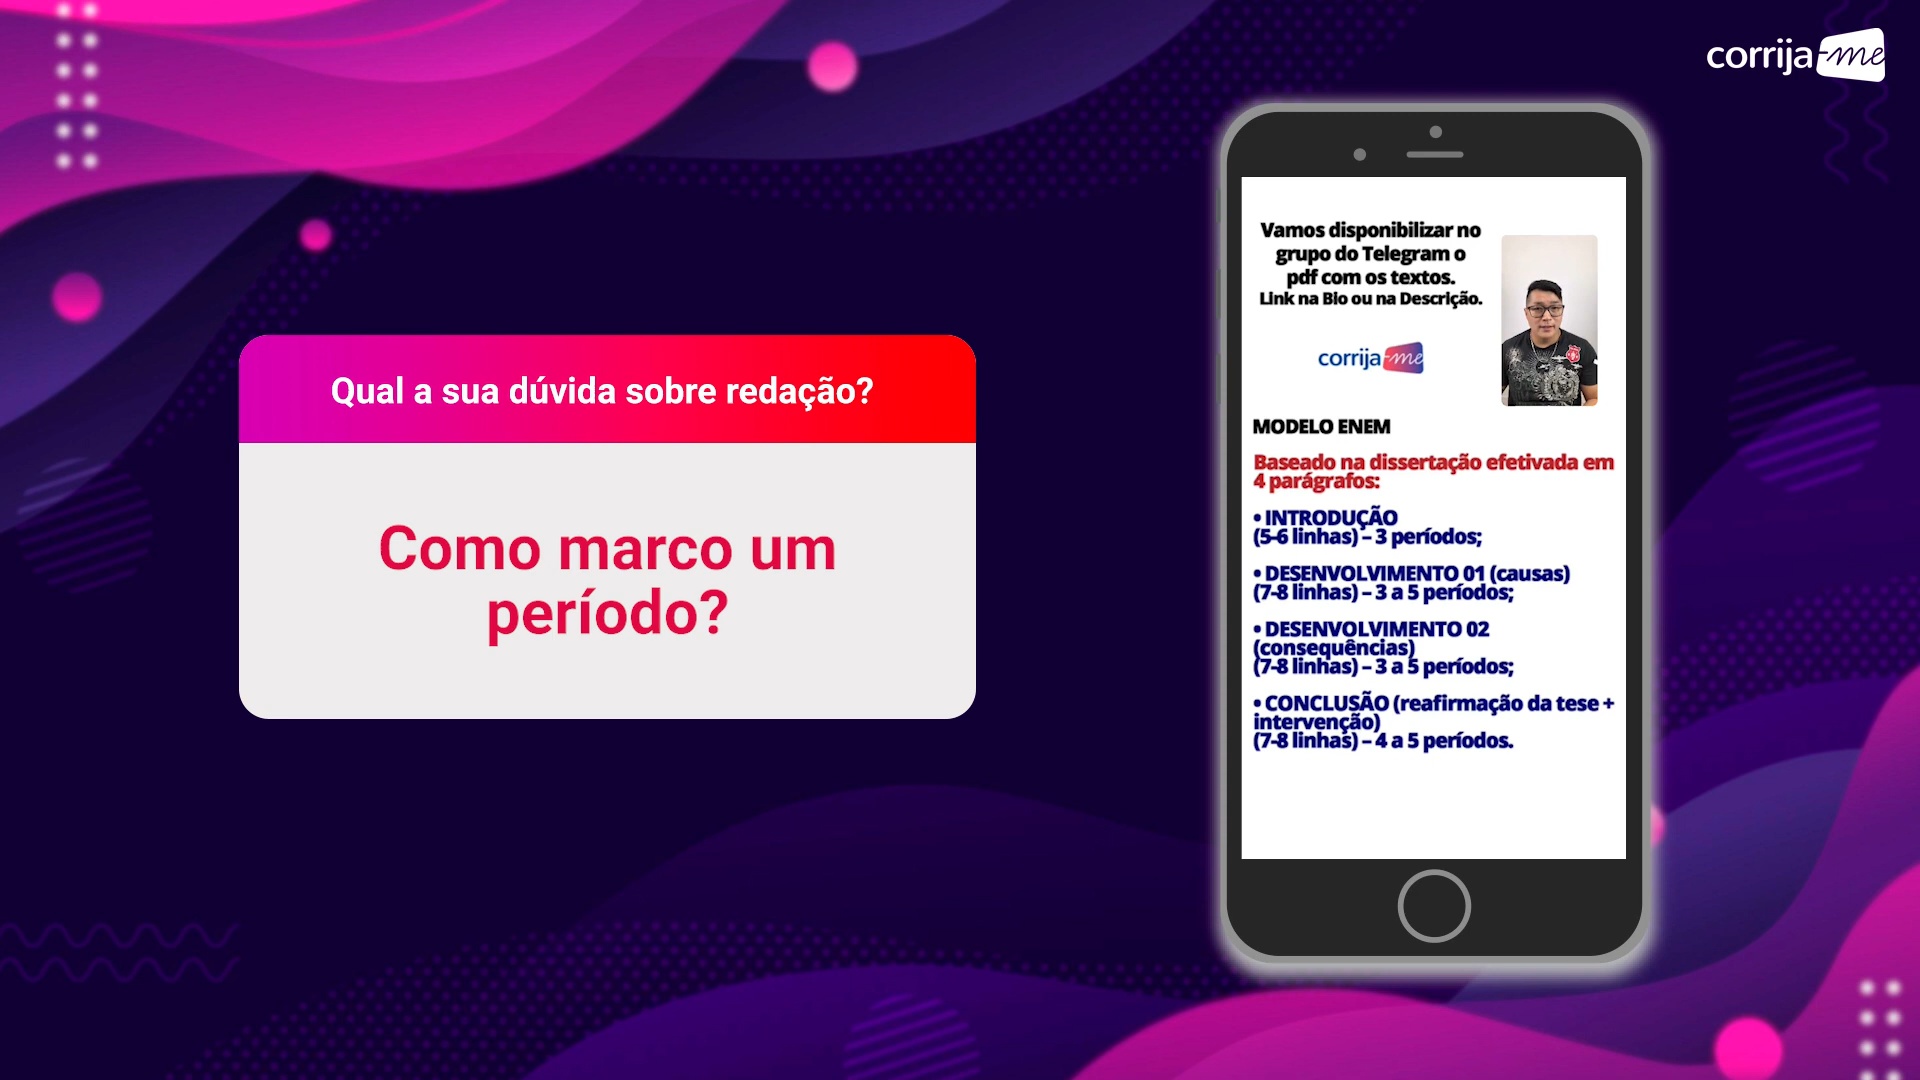 corrija-me
Qual a sua dúvida sobre redação?
Como marco um
período?
Vamos disponibilizar no
grupo do Telegram o
pdf com os textos.
Link na Bio ou na Descrição.
corrija-me
MODELO ENEM
Baseado na dissertação efetivada em
4 parágrafos:
• INTRODUÇÃO
(5-6 linhas) – 3 períodos;
• DESENVOLVIMENTO 01 (causas)
(7-8 linhas) – 3 a 5 períodos;
• DESENVOLVIMENTO 02
(consequências)
(7-8 linhas) – 3 a 5 períodos;
• CONCLUSÃO (reafirmação da tese +
intervenção)
(7-8 linhas) – 4 a 5 períodos.